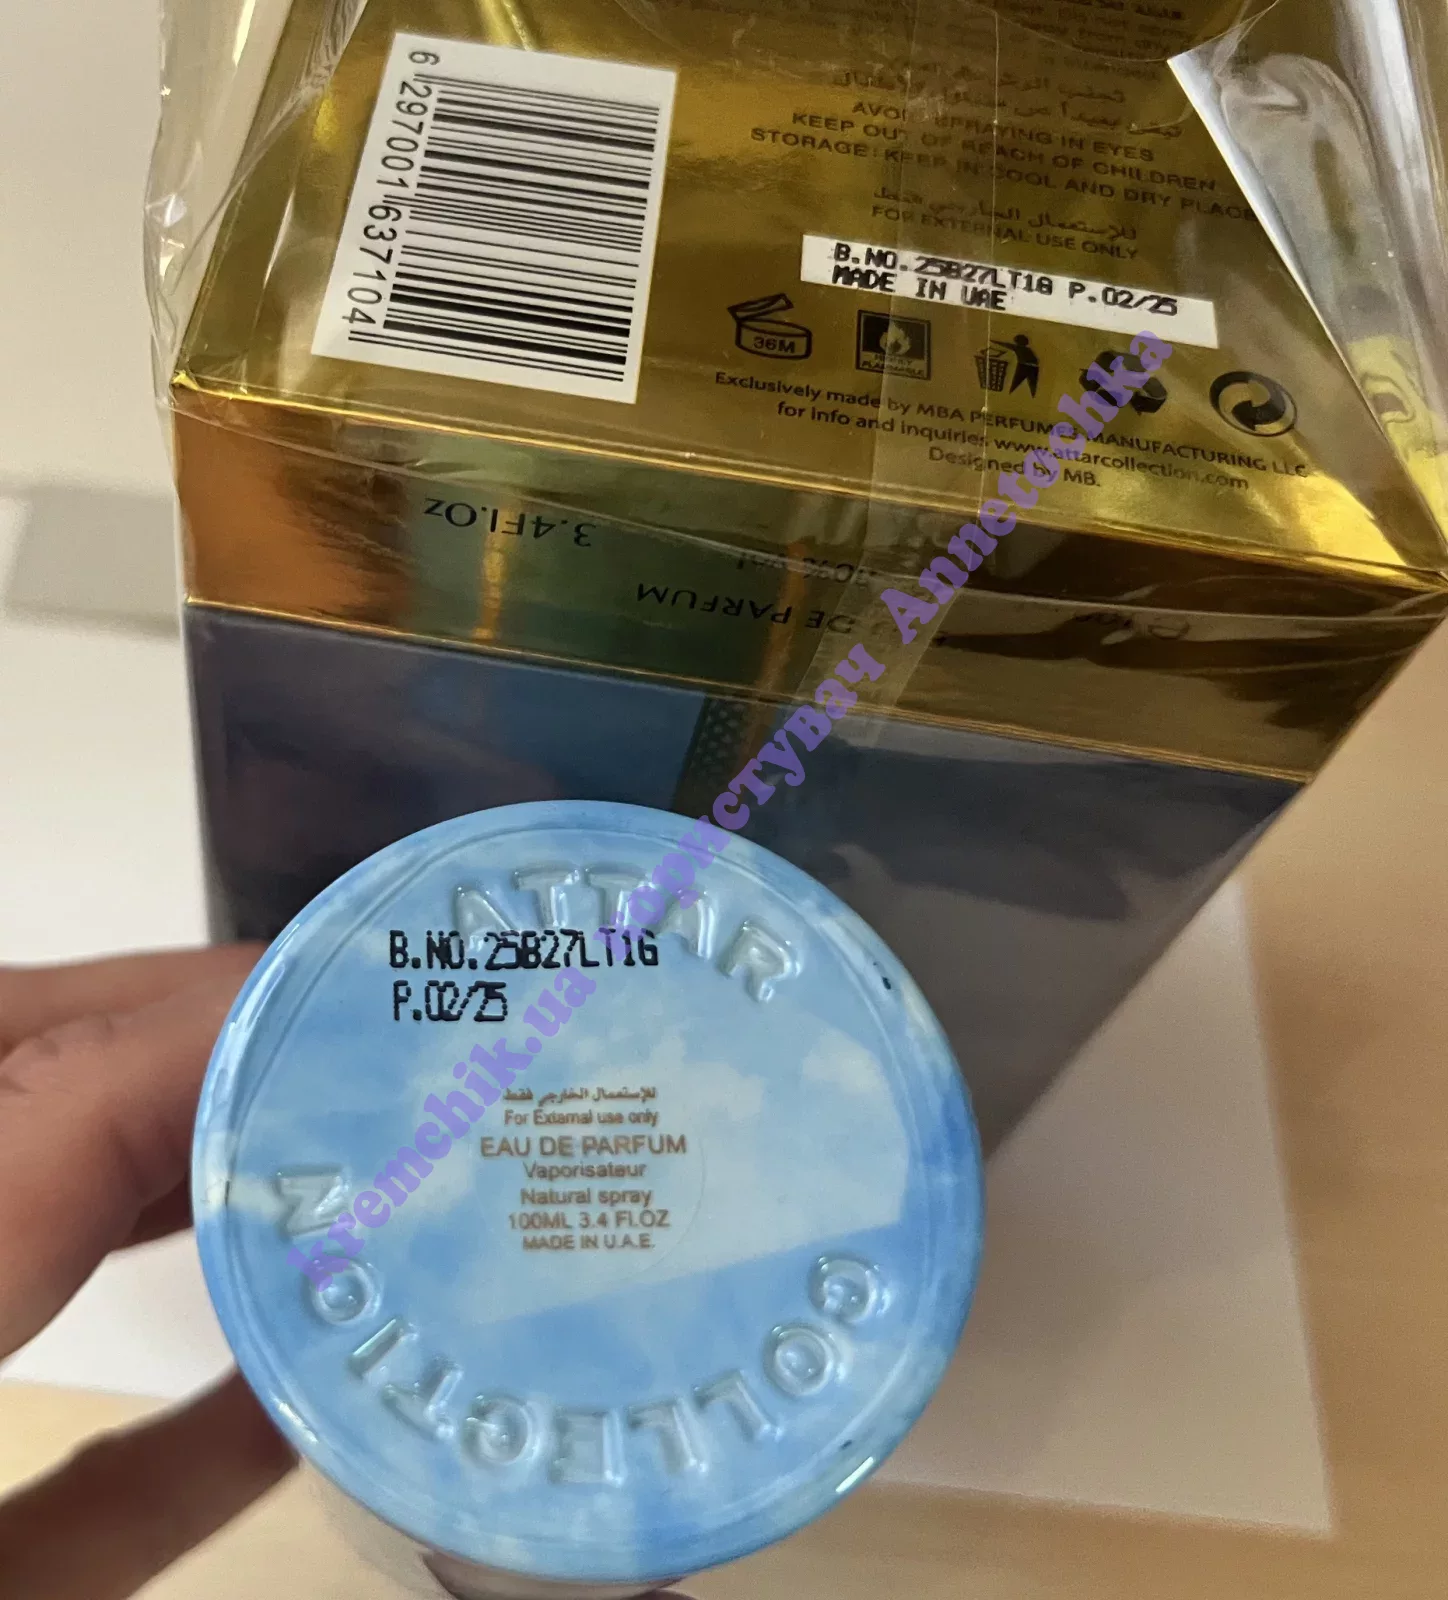 6 297001 637104
AVOID SPRAYING IN EYES
KEEP OUT OF REACH OF CHILDREN
STORAGE: KEEP IN COOL AND DRY PLACE
للإستعمال الخارجي فقط
FOR EXTERNAL USE ONLY
B.NO.25B27LT1G P.02/25
MADE IN UAE
36M
Exclusively made by MBA PERFUMES MANUFACTURING LLC
for info and inquiries www.attarcollection.com
Designed by MB.
3.4Fl.Oz
DE PARFUM
ATTAR
B.NO.25B27LT1G
P.02/25
للإستعمال الخارجي فقط
For External use only
EAU DE PARFUM
Vaporisateur
Natural spray
100ML 3.4 Fl.OZ
MADE IN U.A.E.
COLLECTION
kremchik.ua користувач Annetochka